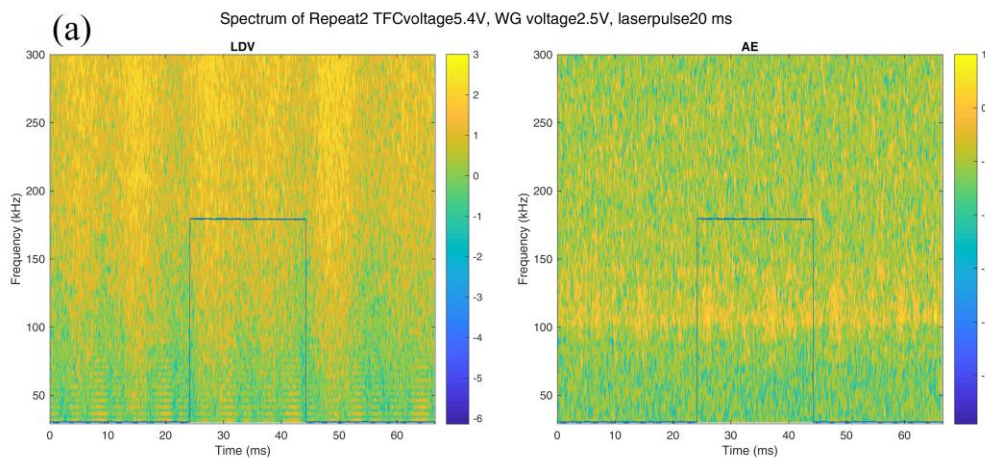 Spectrum of Repeat2 TFCvoltage5.4V, WG voltage2.5V, laserpulse20 ms
(a)
LDV
300
250
200
150
100
50
0 10 20 30 40 50 60
Frequency (kHz)
Time (ms)
3
2
1
0
-1
-2
-3
-4
-5
-6
AE
300
250
200
150
100
50
0 10 20 30 40 50 60
Frequency (kHz)
Time (ms)
1
0
-
-
-
-
-